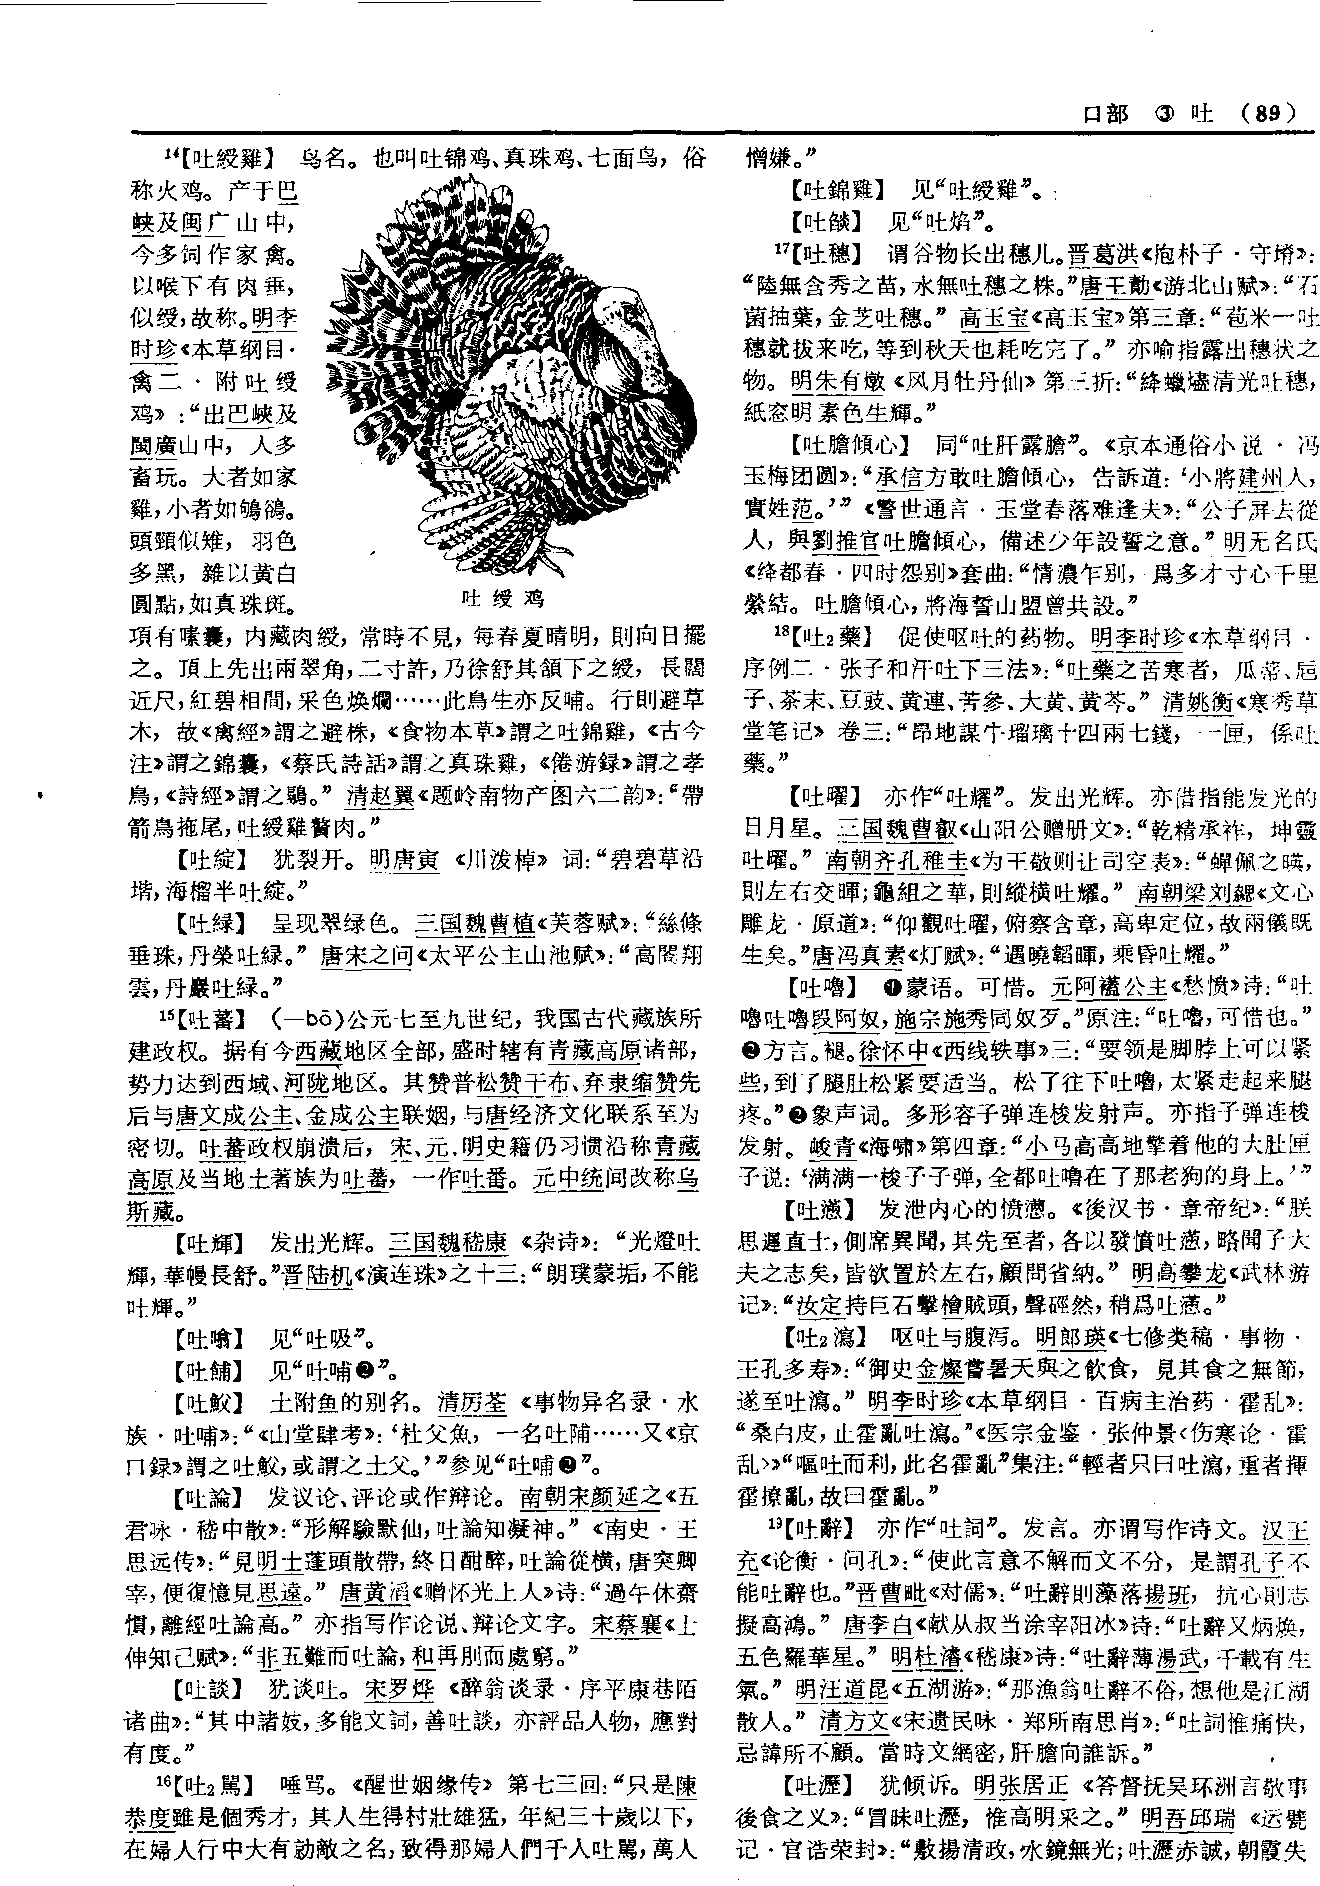 口部 ③ 吐 (89)
¹⁴【吐綬雞】 鸟名。也叫吐锦鸡、真珠鸡、七面鸟，俗
称火鸡。产于巴
峡及闽广山中，
今多饲作家禽。
以喉下有肉垂，
似绶，故称。明李
时珍《本草纲目·
禽二·附吐绶
鸡》：“出巴峽及
閩廣山中，人多
畜玩。大者如家
雞，小者如鴝鵒。
頭頸似雉，羽色
多黑，雜以黃白
圓點，如真珠斑。
吐绶鸡
項有嗉囊，内藏肉綬，常時不見，每春夏晴明，則向日擺
之。頂上先出兩翠角，二寸許，乃徐舒其頷下之綬，長闊
近尺，紅碧相間，采色焕爛……此鳥生亦反哺。行則避草
木，故《禽經》謂之避株，《食物本草》謂之吐錦雞，《古今
注》謂之錦囊，《蔡氏詩話》謂之真珠雞，《倦游録》謂之孝
鳥，《詩經》謂之鷊。”清赵翼《题岭南物产图六二韵》：“帶
箭鳥拖尾，吐綬雞贅肉。”
【吐綻】 犹裂开。明唐寅《川泼棹》词：“碧碧草沿
堦，海榴半吐綻。”
【吐緑】 呈现翠绿色。三国魏曹植《芙蓉赋》：“絲條
垂珠，丹榮吐緑。”唐宋之问《太平公主山池赋》：“高閣翔
雲，丹巖吐緑。”
¹⁵【吐蕃】 （—bō）公元七至九世纪，我国古代藏族所
建政权。据有今西藏地区全部，盛时辖有青藏高原诸部，
势力达到西域、河陇地区。其赞普松赞干布、弃隶缩赞先
后与唐文成公主、金成公主联姻，与唐经济文化联系至为
密切。吐蕃政权崩溃后，宋、元、明史籍仍习惯沿称青藏
高原及当地土著族为吐蕃，一作吐番。元中统间改称乌
斯藏。
【吐輝】 发出光辉。三国魏嵇康《杂诗》：“光燈吐
輝，華幔長舒。”晋陆机《演连珠》之十三：“朗璞蒙垢，不能
吐輝。”
【吐噏】 见“吐吸”。
【吐餔】 见“吐哺❷”。
【吐鮫】 土附鱼的别名。清厉荃《事物异名录·水
族·吐哺》：“《山堂肆考》：‘杜父魚，一名吐䱐……又《京
口録》謂之吐鮫，或謂之土父。’”参见“吐哺❷”。
【吐論】 发议论、评论或作辩论。南朝宋颜延之《五
君咏·嵇中散》：“形解驗默仙，吐論知凝神。”《南史·王
思远传》：“見明士蓬頭散帶，終日酣醉，吐論從横，唐突卿
宰，便復憶見思遠。”唐黄滔《赠怀光上人》诗：“過午休齋
慣，離經吐論高。”亦指写作论说、辩论文字。宋蔡襄《士
伸知己赋》：“非五難而吐論，和再刖而處窮。”
【吐談】 犹谈吐。宋罗烨《醉翁谈录·序平康巷陌
诸曲》：“其中諸妓，多能文詞，善吐談，亦評品人物，應對
有度。”
¹⁶【吐₂罵】 唾骂。《醒世姻缘传》第七三回：“只是陳
恭度雖是個秀才，其人生得村壯雄猛，年紀三十歲以下，
在婦人行中大有勍敵之名，致得那婦人們千人吐罵，萬人
憎嫌。”
【吐錦雞】 见“吐綬雞”。
【吐燄】 见“吐焰”。
¹⁷【吐穗】 谓谷物长出穗儿。晋葛洪《抱朴子·守塉》：
“陸無含秀之苗，水無吐穗之株。”唐王勃《游北山赋》：“石
菌抽葉，金芝吐穗。”高玉宝《高玉宝》第三章：“苞米一吐
穗就拔来吃，等到秋天也耗吃完了。”亦喻指露出穗状之
物。明朱有燉《风月牡丹仙》第三折：“絳蠟燼清光吐穗，
紙窓明素色生輝。”
【吐膽傾心】 同“吐肝露膽”。《京本通俗小说·冯
玉梅团圆》：“承信方敢吐膽傾心，告訴道：‘小將建州人，
實姓范。’”《警世通言·玉堂春落难逢夫》：“公子屏去從
人，與劉推官吐膽傾心，備述少年設誓之意。”明无名氏
《绛都春·四时怨别》套曲：“情濃乍别，爲多才寸心千里
縈結。吐膽傾心，將海誓山盟曾共設。”
¹⁸【吐₂藥】 促使呕吐的药物。明李时珍《本草纲目·
序例二·张子和汗吐下三法》：“吐藥之苦寒者，瓜蒂、巵
子、茶末、豆豉、黄連、苦參、大黄、黄芩。”清姚衡《寒秀草
堂笔记》卷三：“昂地謀牛瑠璃十四兩七錢，一匣，係吐
藥。”
【吐曜】 亦作“吐耀”。发出光辉。亦借指能发光的
日月星。三国魏曹叡《山阳公赠册文》：“乾精承祚，坤靈
吐曜。”南朝齐孔稚圭《为王敬则让司空表》：“蟬佩之暎，
則左右交暉；龜組之華，則縱横吐耀。”南朝梁刘勰《文心
雕龙·原道》：“仰觀吐曜，俯察含章，高卑定位，故兩儀既
生矣。”唐冯真素《灯赋》：“遇曉韜暉，乘昏吐耀。”
【吐嚕】 ❶蒙语。可惜。元阿𧙕公主《愁愤》诗：“吐
嚕吐嚕段阿奴，施宗施秀同奴歹。”原注：“吐嚕，可惜也。”
❷方言。褪。徐怀中《西线轶事》三：“要领是脚脖上可以紧
些，到了腿肚松紧要适当。松了往下吐嚕，太紧走起来腿
疼。”❷象声词。多形容子弹连梭发射声。亦指子弹连梭
发射。峻青《海啸》第四章：“小马高高地擎着他的大肚匣
子说：‘满满一梭子子弹，全都吐噜在了那老狗的身上。’”
【吐懣】 发泄内心的愤懑。《後汉书·章帝纪》：“朕
思遲直士，側席異聞，其先至者，各以發憤吐懣，略聞子大
夫之志矣，皆欲置於左右，顧問省納。”明高攀龙《武林游
记》：“汝定持巨石擊檜賊頭，聲砰然，稍爲吐懣。”
【吐₂瀉】 呕吐与腹泻。明郎瑛《七修类稿·事物·
王孔多寿》：“御史金燦嘗暑天與之飲食，見其食之無節，
遂至吐瀉。”明李时珍《本草纲目·百病主治药·霍乱》：
“桑白皮，止霍亂吐瀉。”《医宗金鉴·张仲景〈伤寒论·霍
乱〉》“嘔吐而利，此名霍亂”集注：“輕者只曰吐瀉，重者揮
霍撩亂，故曰霍亂。”
¹⁹【吐辭】 亦作“吐詞”。发言。亦谓写作诗文。汉王
充《论衡·问孔》：“使此言意不解而文不分，是謂孔子不
能吐辭也。”晋曹毗《对儒》：“吐辭則藻落揚班，抗心則志
擬高鴻。”唐李白《献从叔当涂宰阳冰》诗：“吐辭又炳焕，
五色羅華星。”明杜濬《嵇康》诗：“吐辭薄湯武，千載有生
氣。”明汪道昆《五湖游》：“那漁翁吐辭不俗，想他是江湖
散人。”清方文《宋遗民咏·郑所南思肖》：“吐詞惟痛快，
忌諱所不顧。當時文網密，肝膽向誰訴。”
【吐瀝】 犹倾诉。明张居正《答督抚吴环洲言敬事
後食之义》：“冒昧吐瀝，惟高明采之。”明吾邱瑞《运甓
记·官诰荣封》：“敷揚清政，水鏡無光；吐瀝赤誠，朝霞失